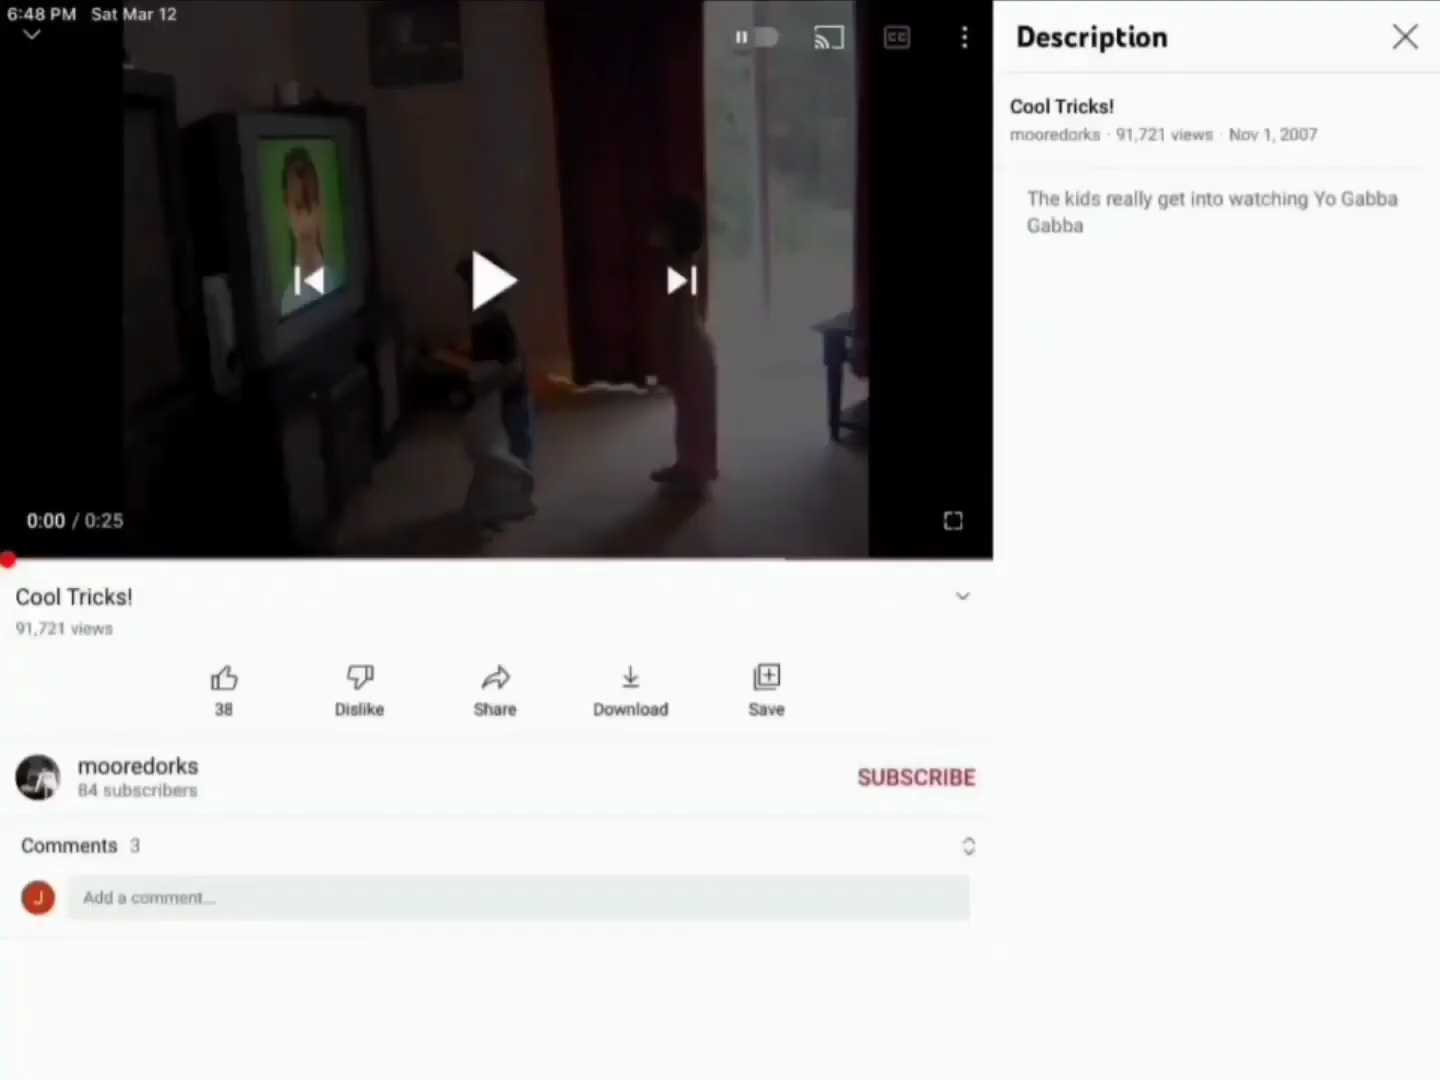 6:48 PM Sat Mar 12
CC
0:00 / 0:25
Cool Tricks!
91,721 views
38
Dislike
Share
Download
Save
mooredorks
84 subscribers
SUBSCRIBE
Comments 3
J
Add a comment...
Description
Cool Tricks!
mooredorks · 91,721 views · Nov 1, 2007
The kids really get into watching Yo Gabba
Gabba